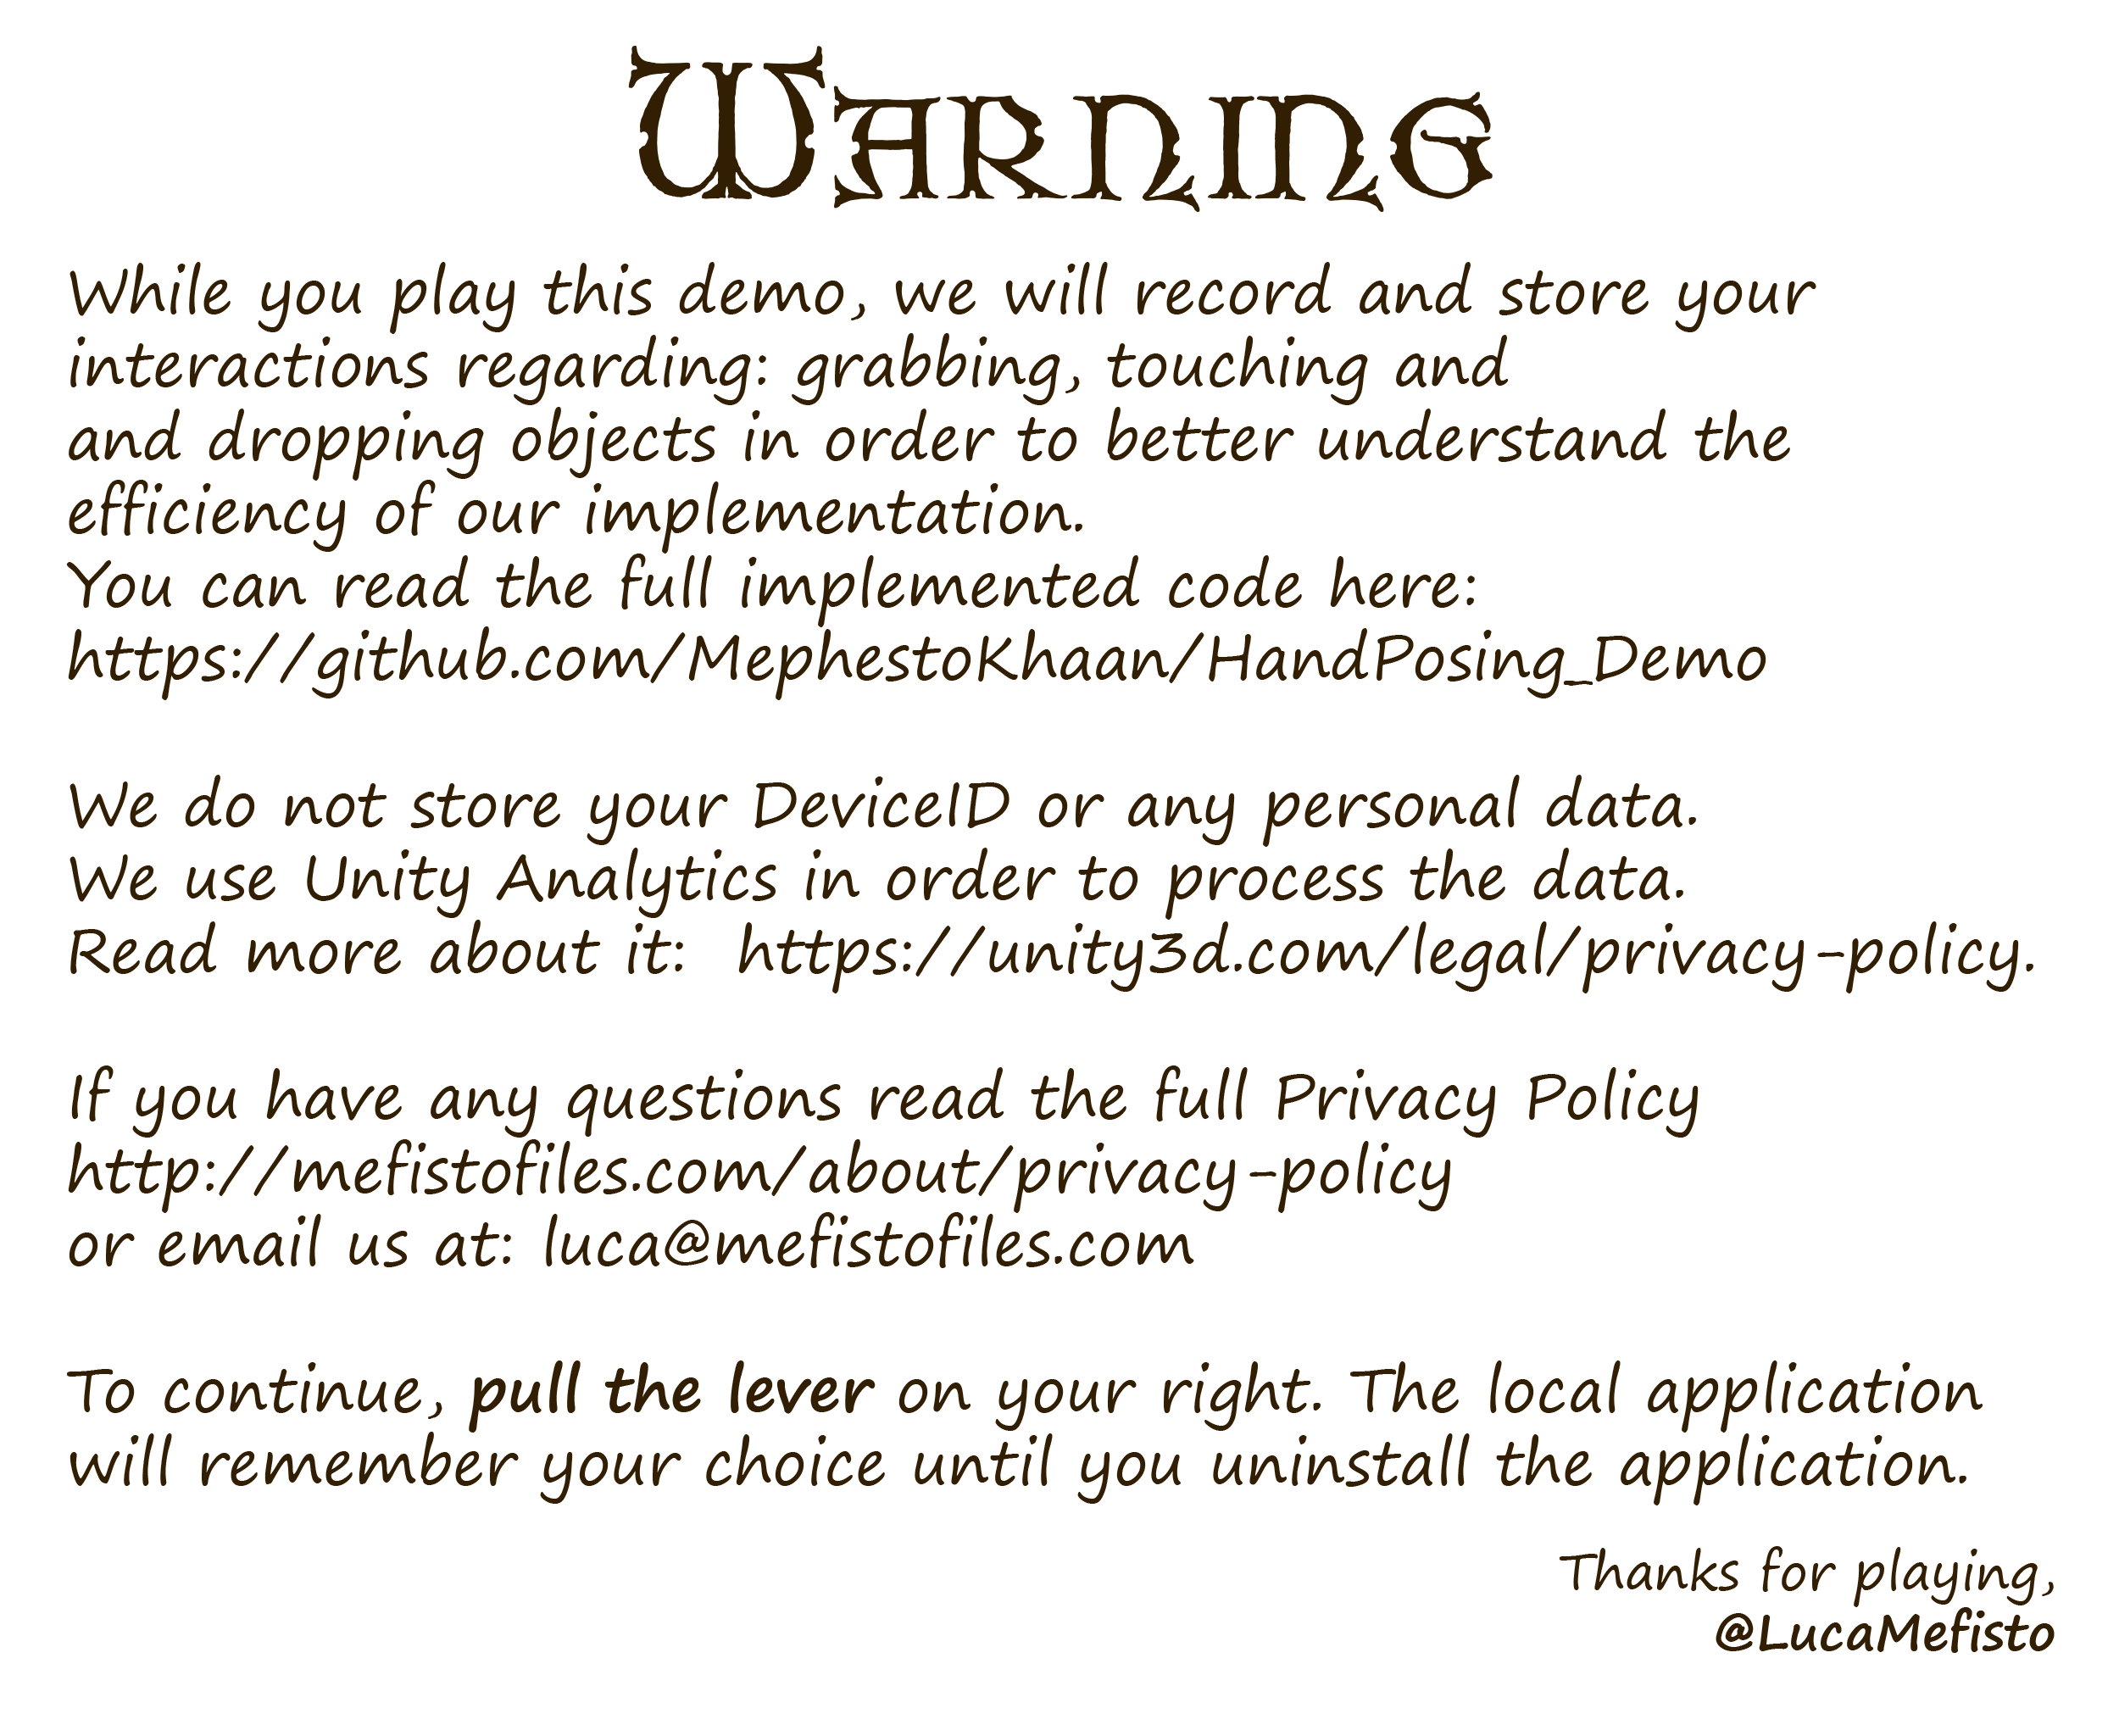 Warning
While you play this demo, we will record and store your
interactions regarding: grabbing, touching and
and dropping objects in order to better understand the
efficiency of our implementation.
You can read the full implemented code here:
https://github.com/MephestoKhaan/HandPosing_Demo
We do not store your DeviceID or any personal data.
We use Unity Analytics in order to process the data.
Read more about it:  https://unity3d.com/legal/privacy-policy.
If you have any questions read the full Privacy Policy
http://mefistofiles.com/about/privacy-policy
or email us at: luca@mefistofiles.com
To continue, pull the lever on your right. The local application
will remember your choice until you uninstall the application.
Thanks for playing,
@LucaMefisto